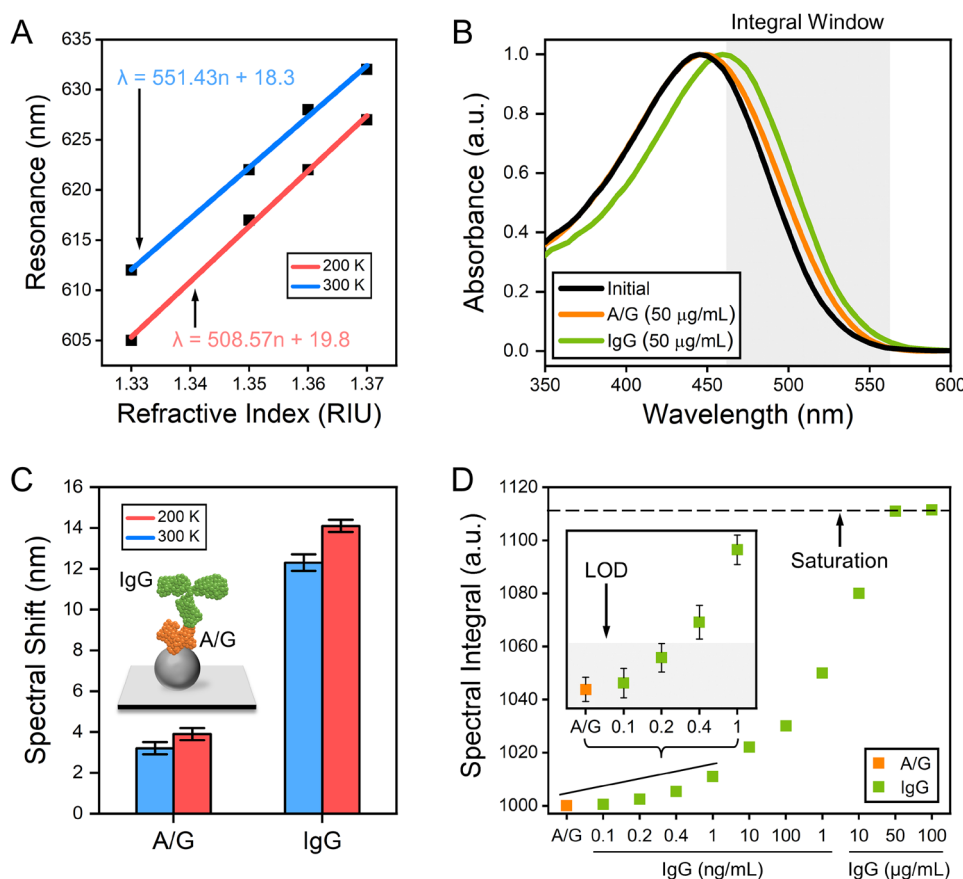 A
635
630
625
620
615
610
605
Resonance (nm)
λ = 551.43n + 18.3
200 K
300 K
λ = 508.57n + 19.8
1.33
1.34
1.35
1.36
1.37
Refractive Index (RIU)
B
Integral Window
1.0
0.8
0.6
0.4
0.2
0.0
Absorbance (a.u.)
Initial
A/G (50 μg/mL)
IgG (50 μg/mL)
350
400
450
500
550
600
Wavelength (nm)
C
16
14
12
10
8
6
4
2
0
Spectral Shift (nm)
200 K
300 K
IgG
A/G
A/G
IgG
D
1120
1100
1080
1060
1040
1020
1000
Spectral Integral (a.u.)
LOD
Saturation
A/G
0.1
0.2
0.4
1
A/G
IgG
A/G
0.1
0.2
0.4
1
10
100
1
10
50
100
IgG (ng/mL)
IgG (μg/mL)